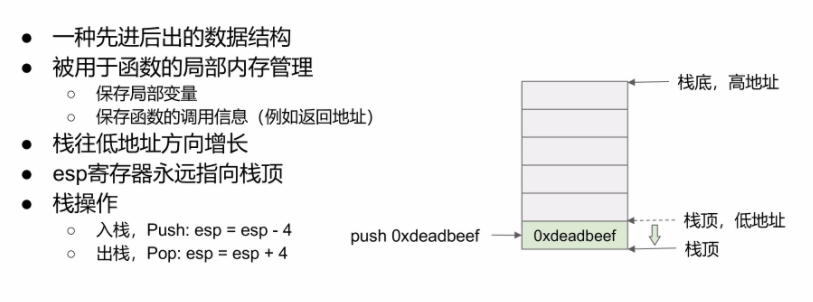 ● 一种先进后出的数据结构
● 被用于函数的局部内存管理
○ 保存局部变量
○ 保存函数的调用信息（例如返回地址）
● 栈往低地址方向增长
● esp寄存器永远指向栈顶
● 栈操作
○ 入栈，Push: esp = esp - 4
○ 出栈，Pop: esp = esp + 4
栈底，高地址
栈顶，低地址
push 0xdeadbeef
0xdeadbeef
栈顶